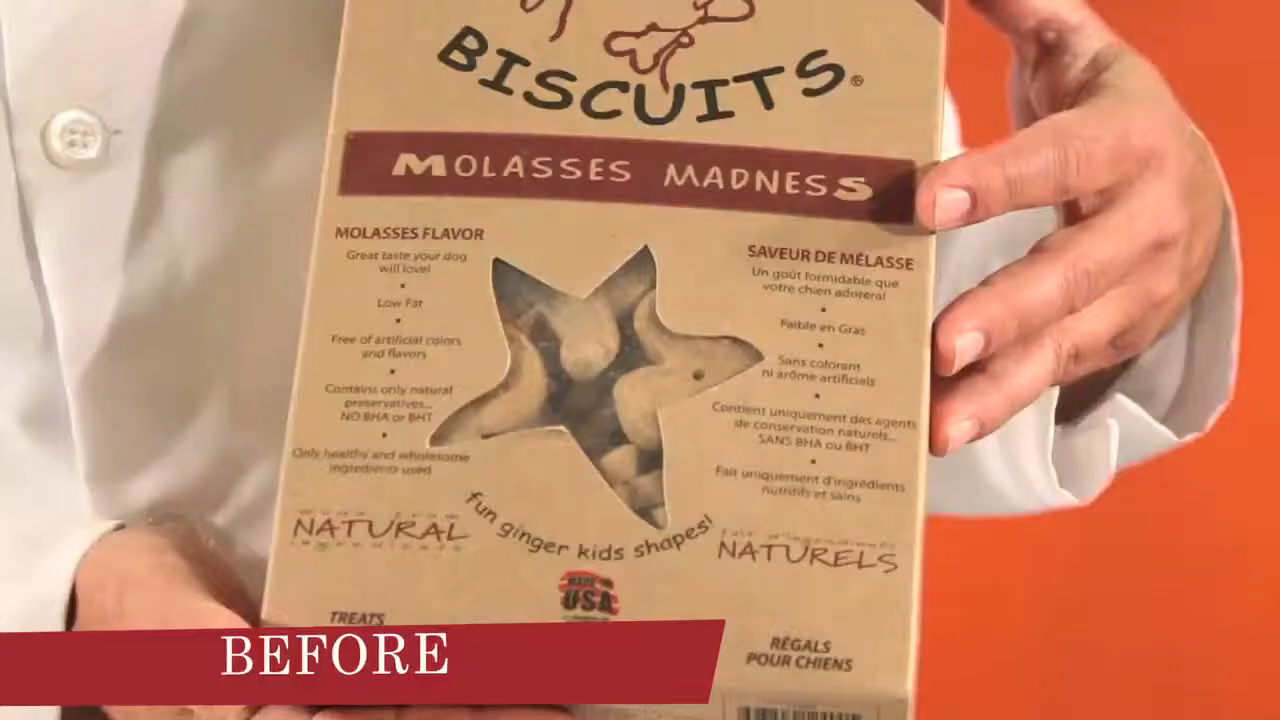 BISCUITS®
MOLASSES MADNESS
MOLASSES FLAVOR
Great taste your dog
will love!
Low Fat
Free of artificial colors
and flavors
Contains only natural
preservatives...
NO BHA or BHT
Only healthy and wholesome
ingredients used
NATURAL
ingredients
fun ginger kids shapes!
SAVEUR DE MÉLASSE
Un goût formidable que
votre chien adorera!
Faible en Gras
Sans colorant
ni arôme artificials
Contient uniquement des agents
de conservation naturels...
SANS BHA ou BHT
Fait uniquement d'ingrédients
nutritifs et sains
NATURELS
MADE IN
USA
TREATS
RÉGALS
POUR CHIENS
BEFORE